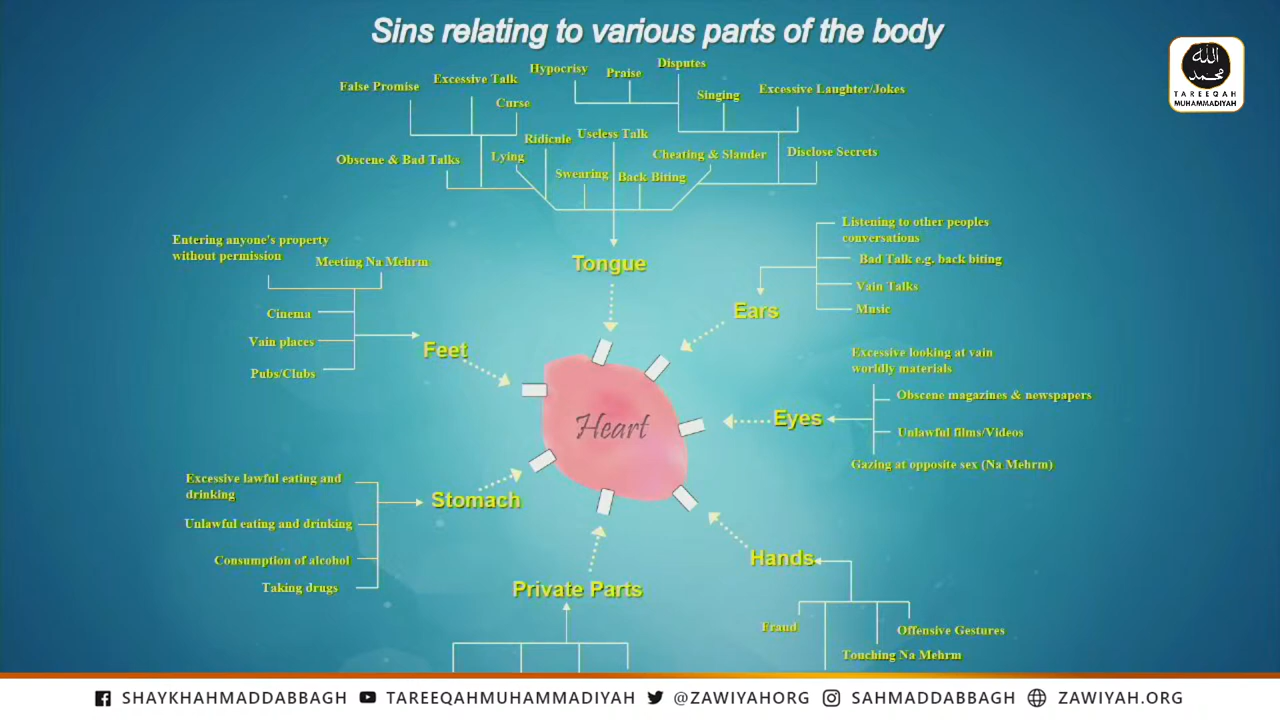 Sins relating to various parts of the body
الله
محمد
TAREEQAH
MUHAMMADIYAH
Hypocrisy
Praise
Disputes
False Promise
Excessive Talk
Curse
Singing
Excessive Laughter/Jokes
Obscene & Bad Talks
Lying
Ridicule
Useless Talk
Swearing
Back Biting
Cheating & Slander
Disclose Secrets
Tongue
Entering anyone's property
without permission
Meeting Na Mehrm
Cinema
Vain places
Pubs/Clubs
Feet
Listening to other peoples
conversations
Bad Talk e.g. back biting
Vain Talks
Music
Ears
Heart
Excessive looking at vain
worldly materials
Obscene magazines & newspapers
Unlawful films/Videos
Gazing at opposite sex (Na Mehrm)
Eyes
Excessive lawful eating and
drinking
Unlawful eating and drinking
Consumption of alcohol
Taking drugs
Stomach
Private Parts
Hands
Fraud
Offensive Gestures
Touching Na Mehrm
SHAYKHAHMADDABBAGH TAREEQAHMUHAMMADIYAH @ZAWIYAHORG SAHMADDABBAGH ZAWIYAH.ORG